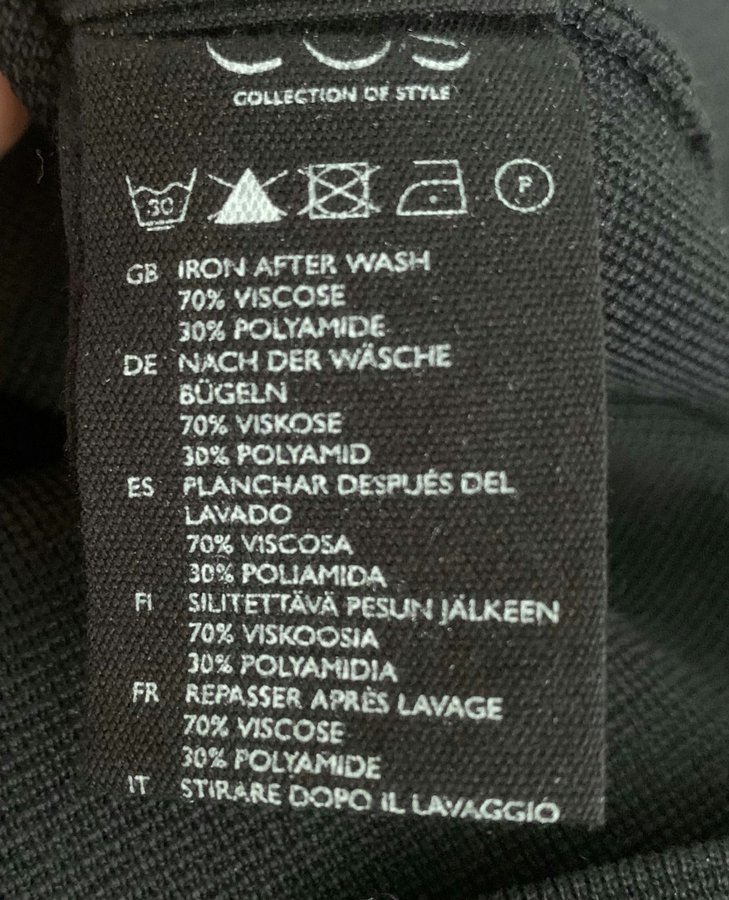 COS
COLLECTION OF STYLE
30 P
GB IRON AFTER WASH
70% VISCOSE
30% POLYAMIDE
DE NACH DER WÄSCHE
BÜGELN
70% VISKOSE
30% POLYAMID
ES PLANCHAR DESPUÉS DEL
LAVADO
70% VISCOSA
30% POLIAMIDA
FI SILITETTÄVÄ PESUN JÄLKEEN
70% VISKOOSIA
30% POLYAMIDIA
FR REPASSER APRÈS LAVAGE
70% VISCOSE
30% POLYAMIDE
IT STIRARE DOPO IL LAVAGGIO